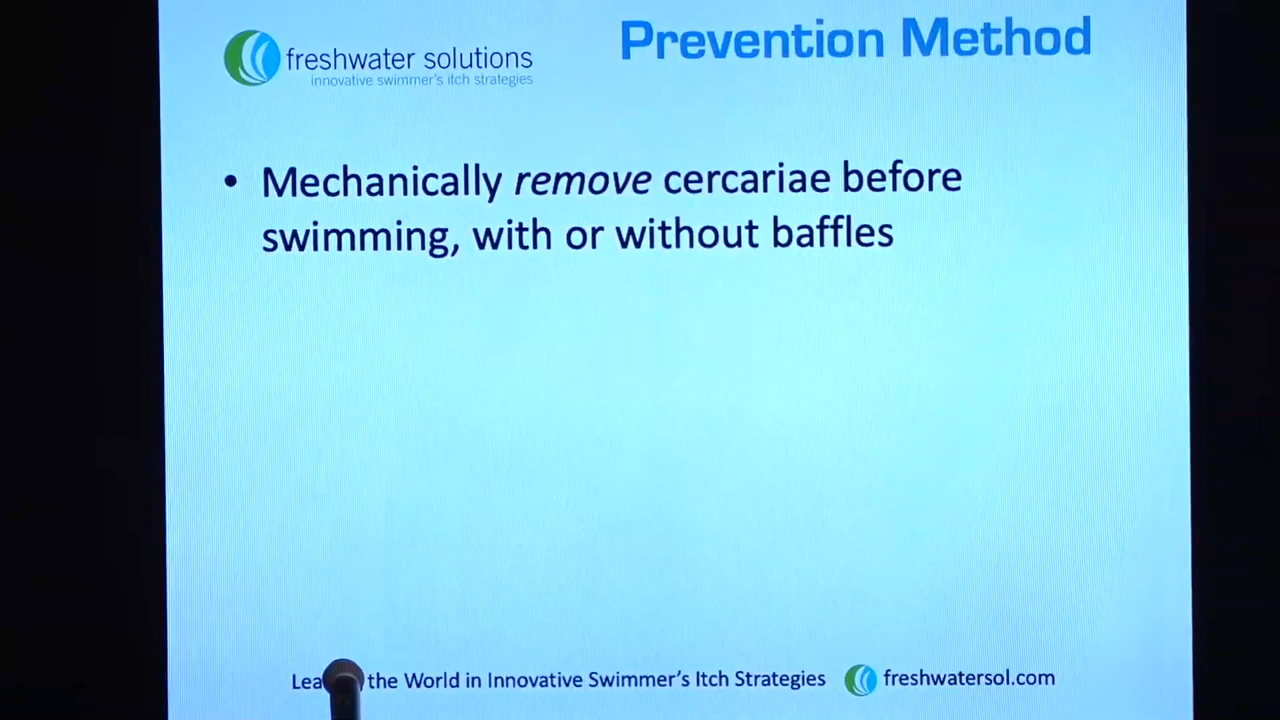 freshwater solutions
innovative swimmer's itch strategies
Prevention Method
• Mechanically remove cercariae before
swimming, with or without baffles
Lea the World in Innovative Swimmer's Itch Strategies
freshwatersol.com